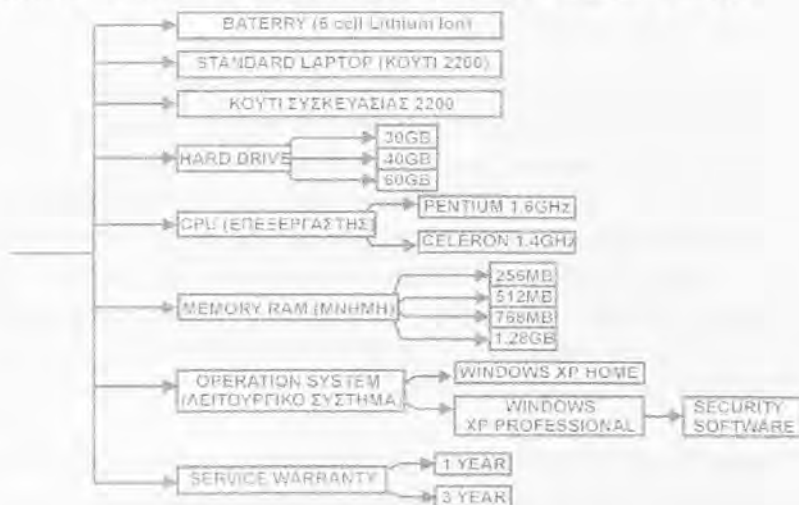 BATERRY (6 cell Lithium Ion)
STANDARD LAPTOP (ΚΟΥΤΙ 2200)
ΚΟΥΤΙ ΣΥΣΚΕΥΑΣΙΑΣ 2200
HARD DRIVE
30GB
40GB
60GB
CPU (ΕΠΕΞΕΡΓΑΣΤΗΣ)
PENTIUM 1.6GHz
CELERON 1.4GHz
MEMORY RAM (ΜΝΗΜΗ)
256MB
512MB
768MB
1.28GB
OPERATION SYSTEM
(ΛΕΙΤΟΥΡΓΙΚΟ ΣΥΣΤΗΜΑ)
WINDOWS XP HOME
WINDOWS
XP PROFESSIONAL
SECURITY
SOFTWARE
SERVICE WARRANTY
1 YEAR
3 YEAR